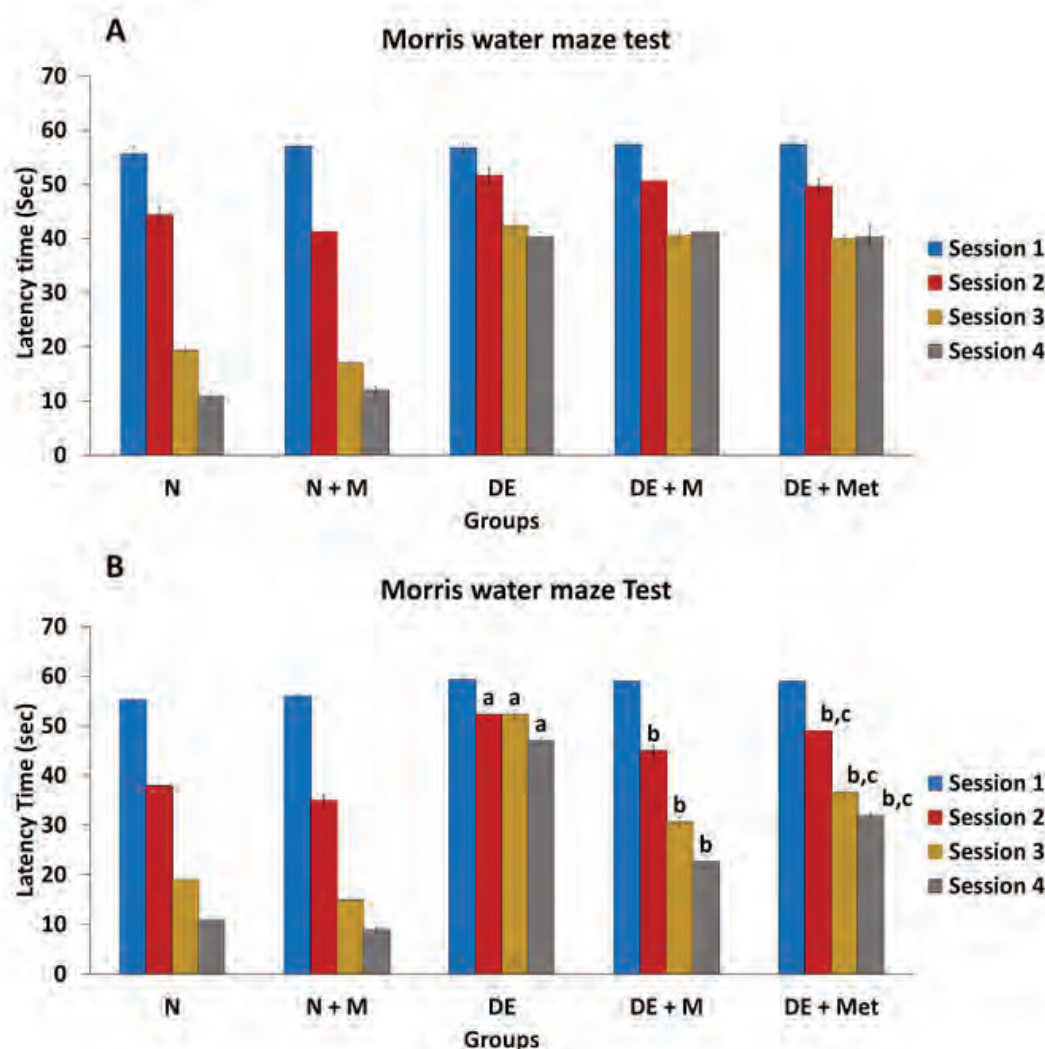 A
Morris water maze test
Latency time (Sec)
70
60
50
40
30
20
10
0
N N + M DE DE + M DE + Met
Groups
Session 1
Session 2
Session 3
Session 4
B
Morris water maze Test
Latency Time (sec)
70
60
50
40
30
20
10
0
a a a
b b b
b,c b,c b,c
N N + M DE DE + M DE + Met
Groups
Session 1
Session 2
Session 3
Session 4